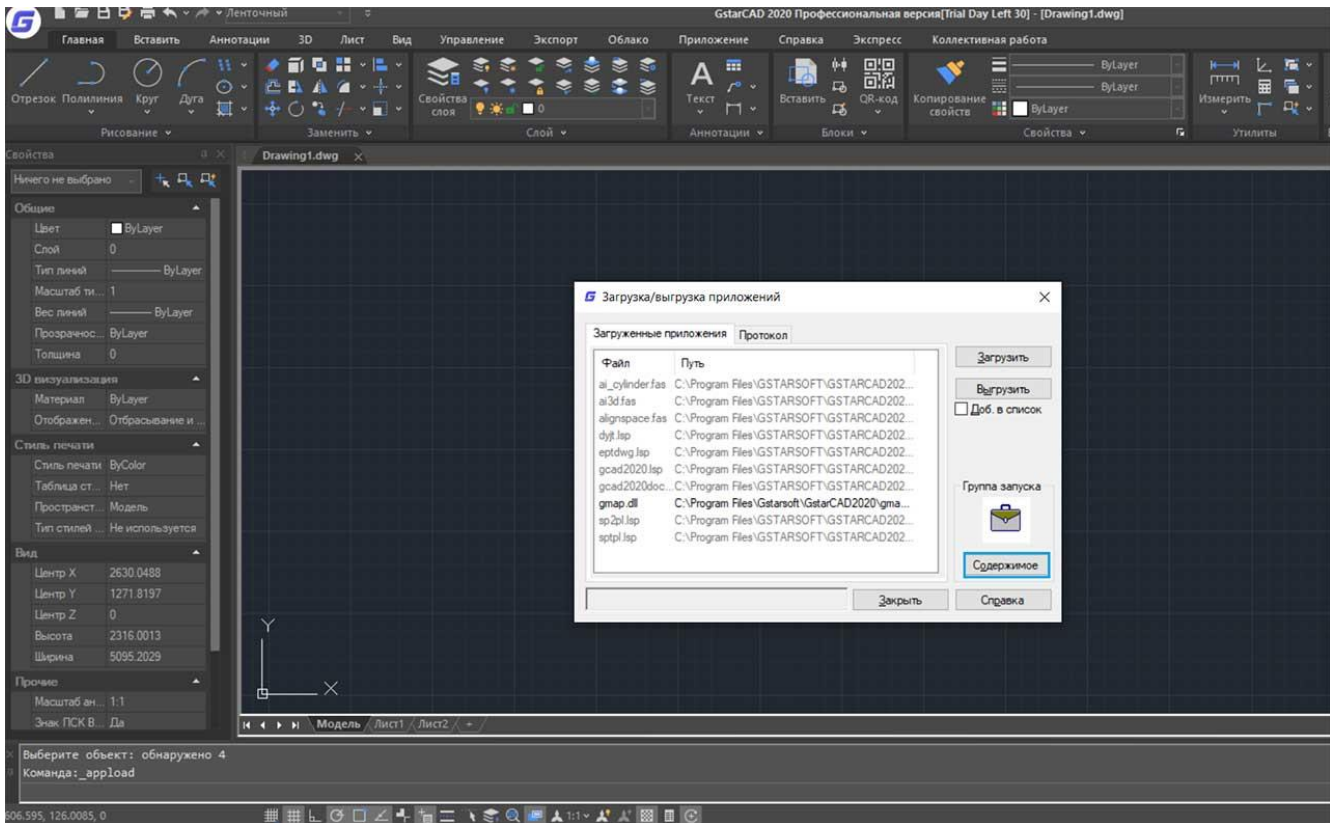 Ленточный
GstarCAD 2020 Профессиональная версия[Trial Day Left 30] - [Drawing1.dwg]
Главная Вставить Аннотации 3D Лист Вид Управление Экспорт Облако Приложение Справка Экспресс Коллективная работа
Отрезок Полилиния Круг Дуга
Свойства слоя
0
Текст
Вставить
QR-код
Копирование свойств
ByLayer
ByLayer
ByLayer
Измерить
Рисование Заменить Слой Аннотации Блоки Свойства Утилиты
Свойства
Drawing1.dwg
Ничего не выбрано
Общие
Цвет ByLayer
Слой 0
Тип линий ByLayer
Масштаб ти... 1
Вес линий ByLayer
Прозрачнос... ByLayer
Толщина 0
3D визуализация
Материал ByLayer
Отображен... Отбрасывание и ...
Стиль печати
Стиль печати ByColor
Таблица ст... Нет
Пространст... Модель
Тип стилей ... Не используется
Вид
Центр X 2630.0488
Центр Y 1271.8197
Центр Z 0
Высота 2316.0013
Ширина 5095.2029
Прочие
Масштаб ан... 1:1
Знак ПСК В... Да
Загрузка/выгрузка приложений
Загруженные приложения Протокол
Файл Путь
ai_cylinder.fas C:\Program Files\GSTARSOFT\GSTARCAD202...
ai3d.fas C:\Program Files\GSTARSOFT\GSTARCAD202...
alignspace.fas C:\Program Files\GSTARSOFT\GSTARCAD202...
dyjt.lsp C:\Program Files\GSTARSOFT\GSTARCAD202...
eptdwg.lsp C:\Program Files\GSTARSOFT\GSTARCAD202...
gcad2020.lsp C:\Program Files\GSTARSOFT\GSTARCAD202...
gcad2020doc... C:\Program Files\GSTARSOFT\GSTARCAD202...
gmap.dll C:\Program Files\Gstarsoft\GstarCAD2020\gma...
sp2pl.lsp C:\Program Files\GSTARSOFT\GSTARCAD202...
sptpl.lsp C:\Program Files\GSTARSOFT\GSTARCAD202...
Загрузить
Выгрузить
Доб. в список
Группа запуска
Содержимое
Закрыть Справка
Y
X
Модель Лист1 Лист2 +
Выберите объект: обнаружено 4
Команда:_appload
606.595, 126.0085, 0
1:1